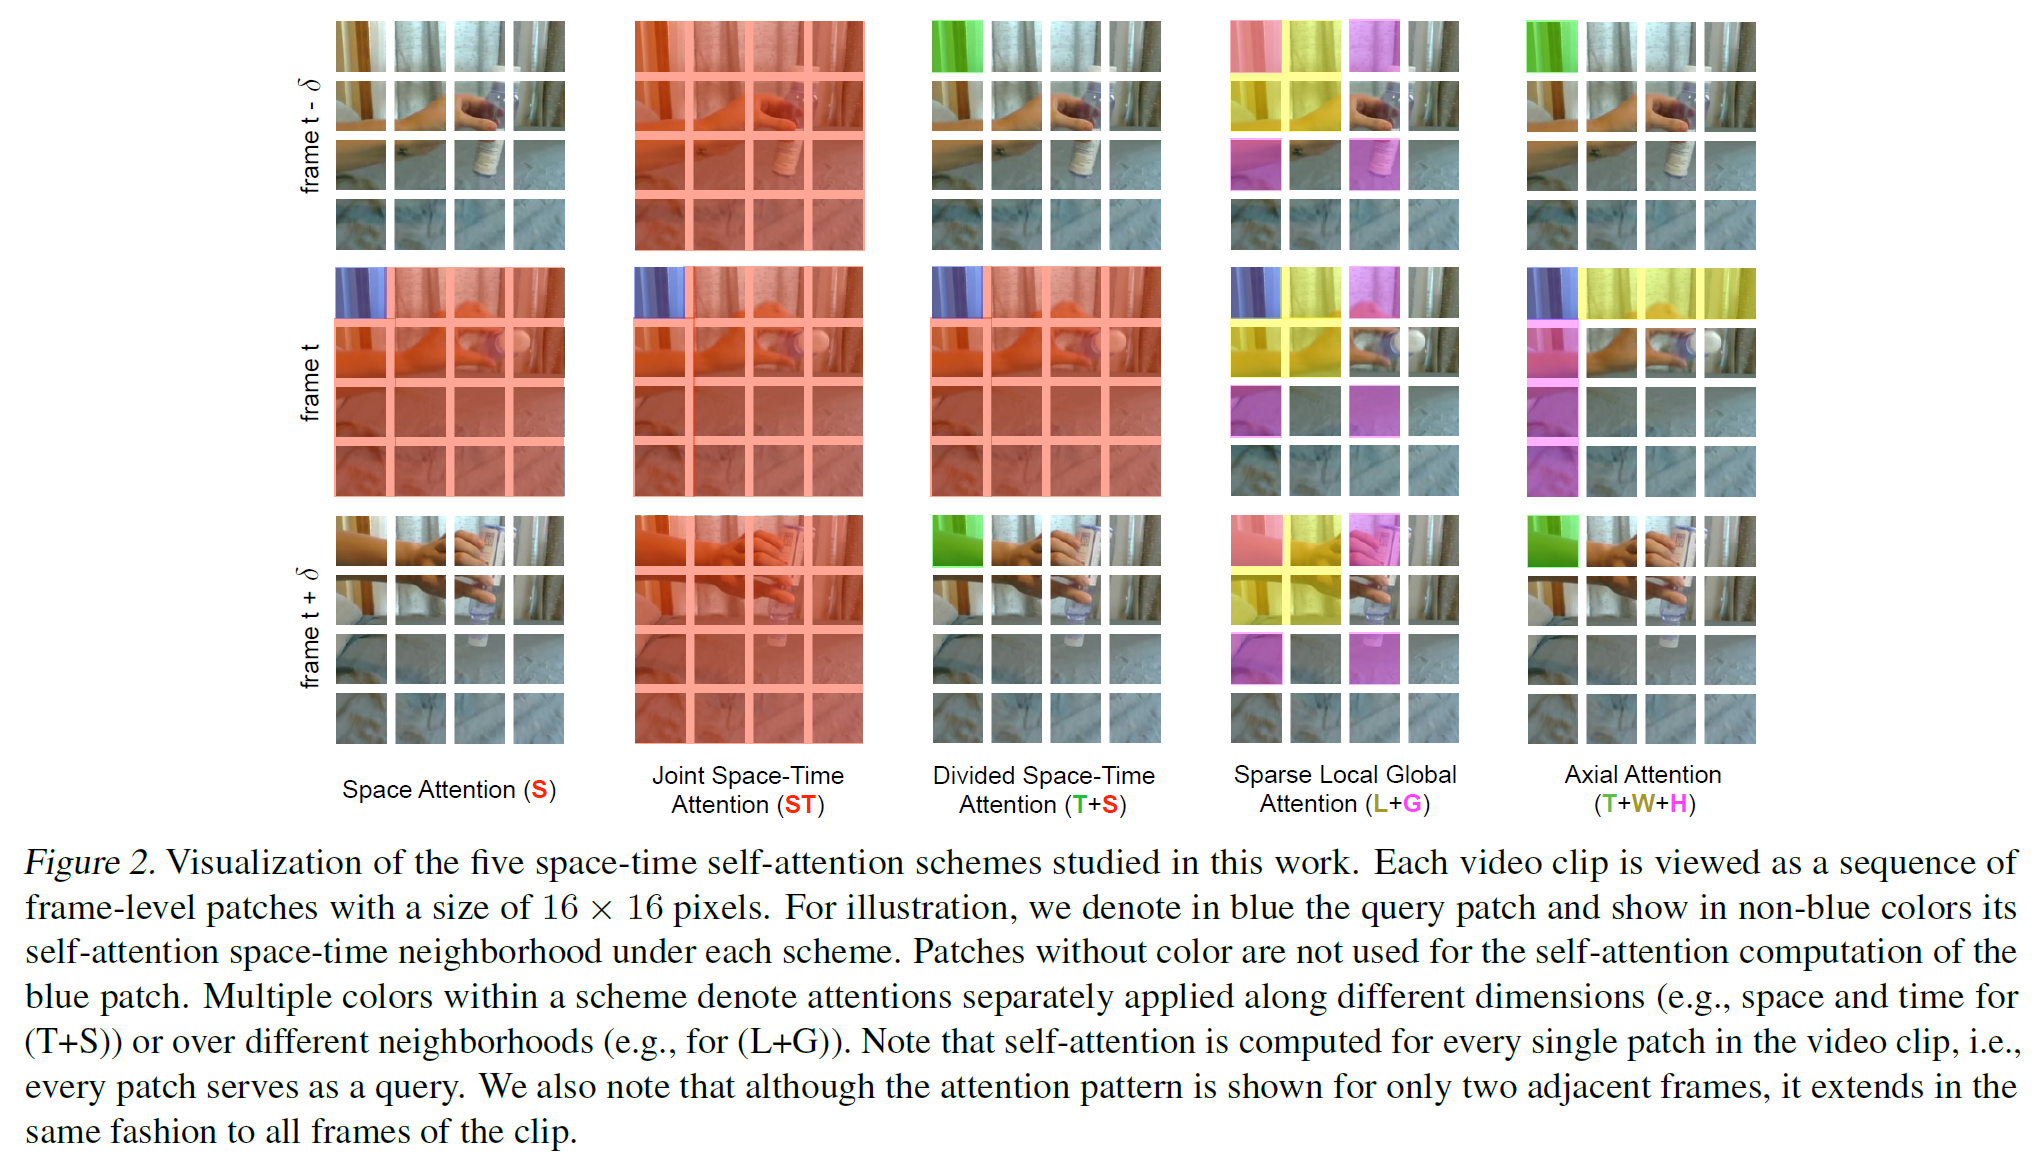 frame t - δ
frame t
frame t + δ
Space Attention (S)
Joint Space-Time
Attention (ST)
Divided Space-Time
Attention (T+S)
Sparse Local Global
Attention (L+G)
Axial Attention
(T+W+H)
Figure 2. Visualization of the five space-time self-attention schemes studied in this work. Each video clip is viewed as a sequence of
frame-level patches with a size of 16 × 16 pixels. For illustration, we denote in blue the query patch and show in non-blue colors its
self-attention space-time neighborhood under each scheme. Patches without color are not used for the self-attention computation of the
blue patch. Multiple colors within a scheme denote attentions separately applied along different dimensions (e.g., space and time for
(T+S)) or over different neighborhoods (e.g., for (L+G)). Note that self-attention is computed for every single patch in the video clip, i.e.,
every patch serves as a query. We also note that although the attention pattern is shown for only two adjacent frames, it extends in the
same fashion to all frames of the clip.